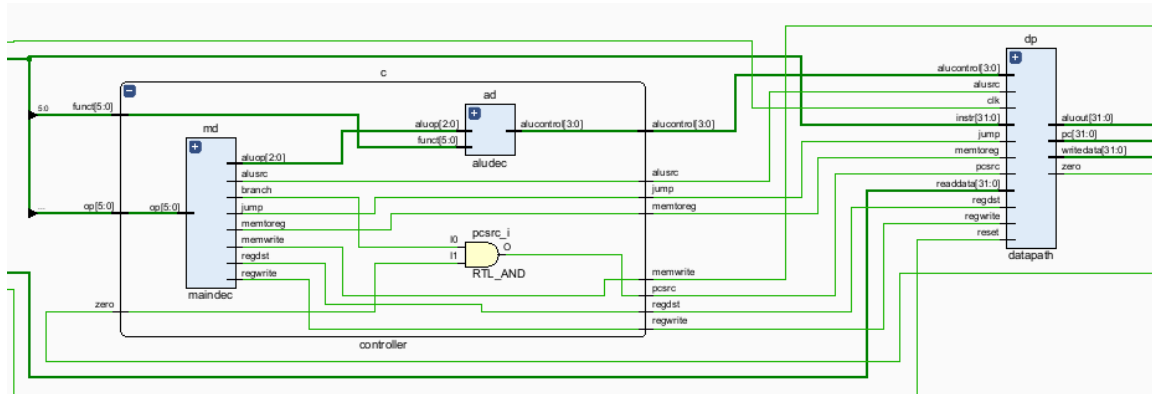 c
5:0
funct[5:0]
...
op[5:0]
zero
md
op[5:0]
aluop[2:0]
alusrc
branch
jump
memtoreg
memwrite
regdst
regwrite
maindec
ad
aluop[2:0]
funct[5:0]
alucontrol[3:0]
aludec
pcsrc_i
I0
I1
O
RTL_AND
alucontrol[3:0]
alusrc
jump
memtoreg
memwrite
pcsrc
regdst
regwrite
controller
dp
alucontrol[3:0]
alusrc
clk
instr[31:0]
jump
memtoreg
pcsrc
readdata[31:0]
regdst
regwrite
reset
aluout[31:0]
pc[31:0]
writedata[31:0]
zero
datapath